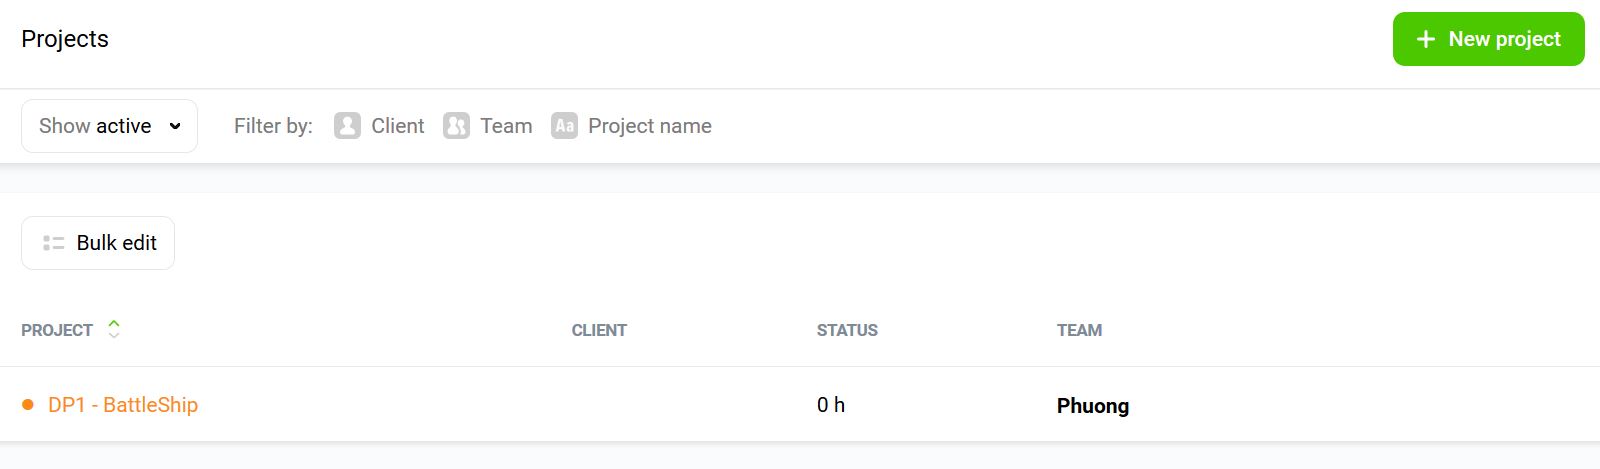 Projects
New project
Show active
Filter by: Client Team Aa Project name
Bulk edit
PROJECT CLIENT STATUS TEAM
DP1 - BattleShip 0 h Phuong